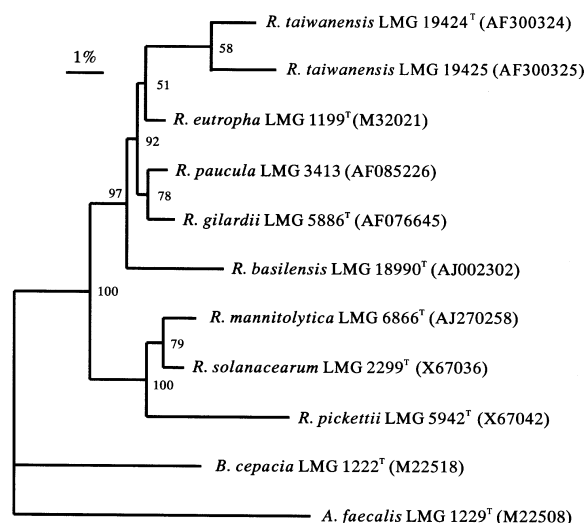 R. taiwanensis LMG 19424ᵀ (AF300324)
1%
58
R. taiwanensis LMG 19425 (AF300325)
51
R. eutropha LMG 1199ᵀ (M32021)
92
R. paucula LMG 3413 (AF085226)
97
78
R. gilardii LMG 5886ᵀ (AF076645)
R. basilensis LMG 18990ᵀ (AJ002302)
100
R. mannitolytica LMG 6866ᵀ (AJ270258)
79
R. solanacearum LMG 2299ᵀ (X67036)
100
R. pickettii LMG 5942ᵀ (X67042)
B. cepacia LMG 1222ᵀ (M22518)
A. faecalis LMG 1229ᵀ (M22508)